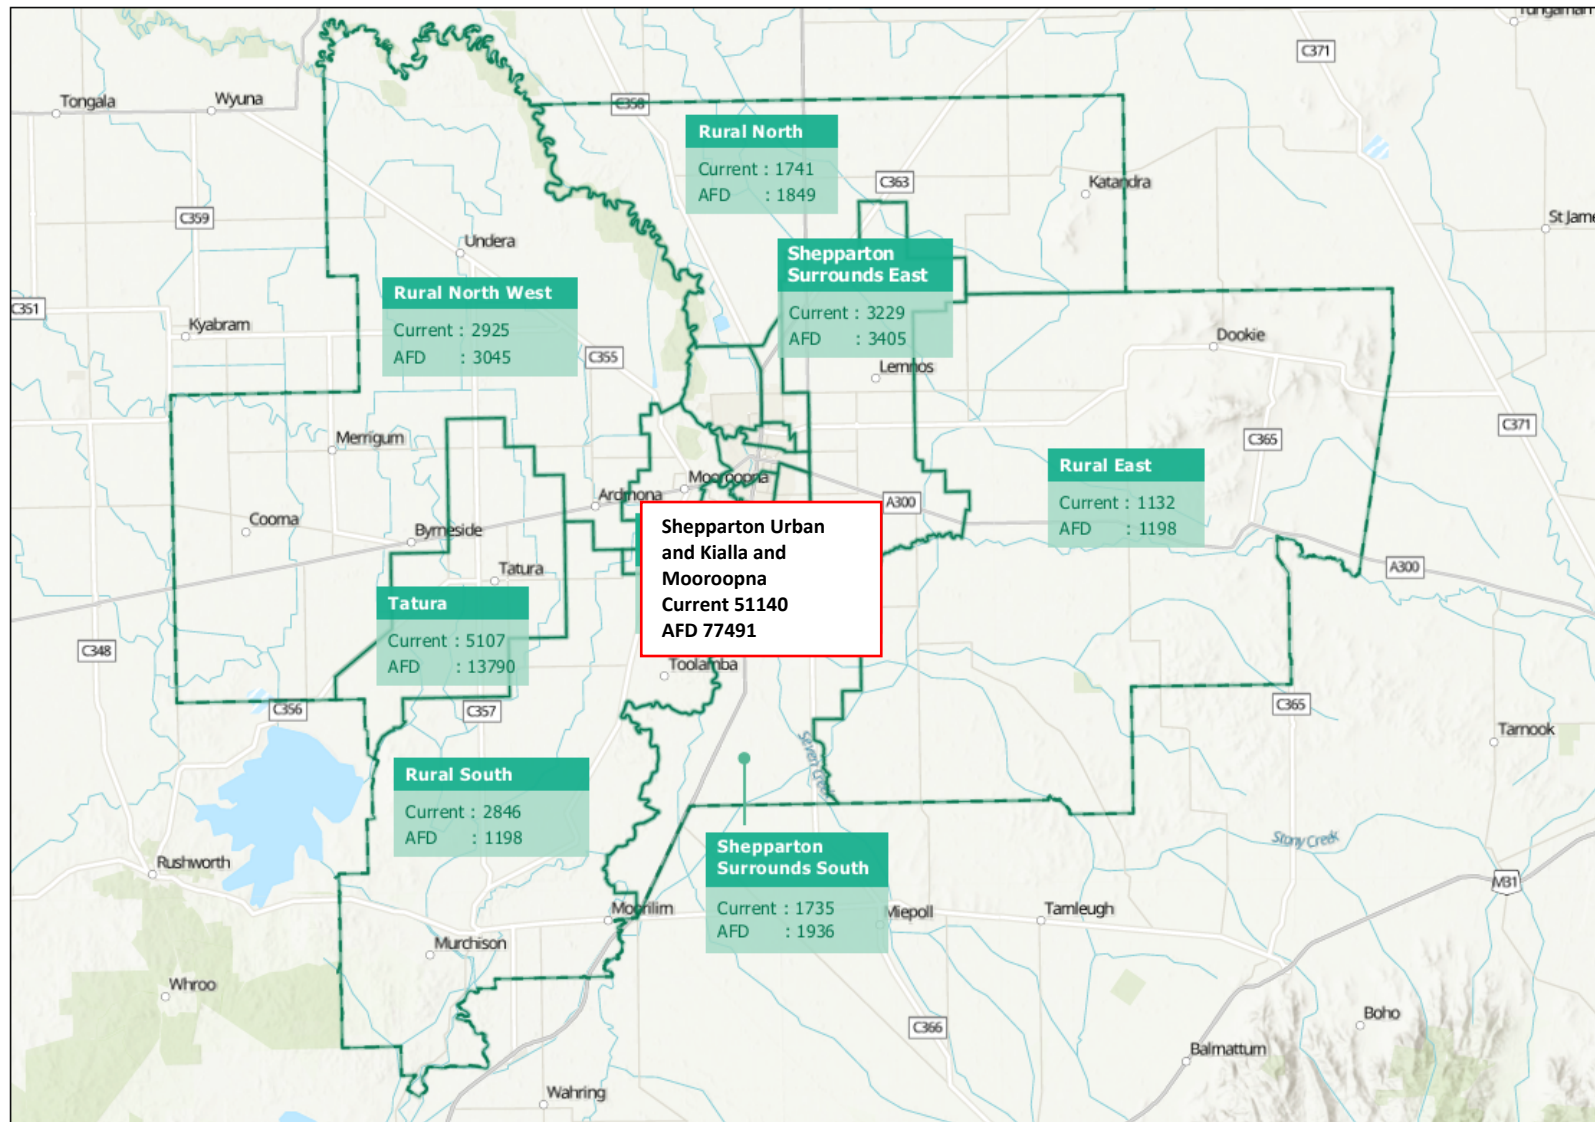 Tungamah
C371
Tongala
Wyuna
C358
Rural North
Current : 1741
AFD : 1849
C363
Katandra
C359
St Jame
Undera
Shepparton
Surrounds East
Current : 3229
AFD : 3405
Rural North West
Current : 2925
AFD : 3045
C351
Kyabram
C355
Dookie
Lemnos
Merrigum
C371
C365
Rural East
Current : 1132
AFD : 1198
Mooroopna
Ardmona
A300
Cooma
Byrneside
Shepparton Urban
and Kialla and
Mooroopna
Current 51140
AFD 77491
A300
Tatura
Tatura
Current : 5107
AFD : 13790
C348
Toolamba
C356
C357
C365
Tarnook
Seven Creek
Rural South
Current : 2846
AFD : 1198
Stony Creek
Rushworth
Shepparton
Surrounds South
Current : 1735
AFD : 1936
M31
Moorilim
Miepoll
Tamleugh
Murchison
Whroo
Boho
C366
Balmattum
Wahring